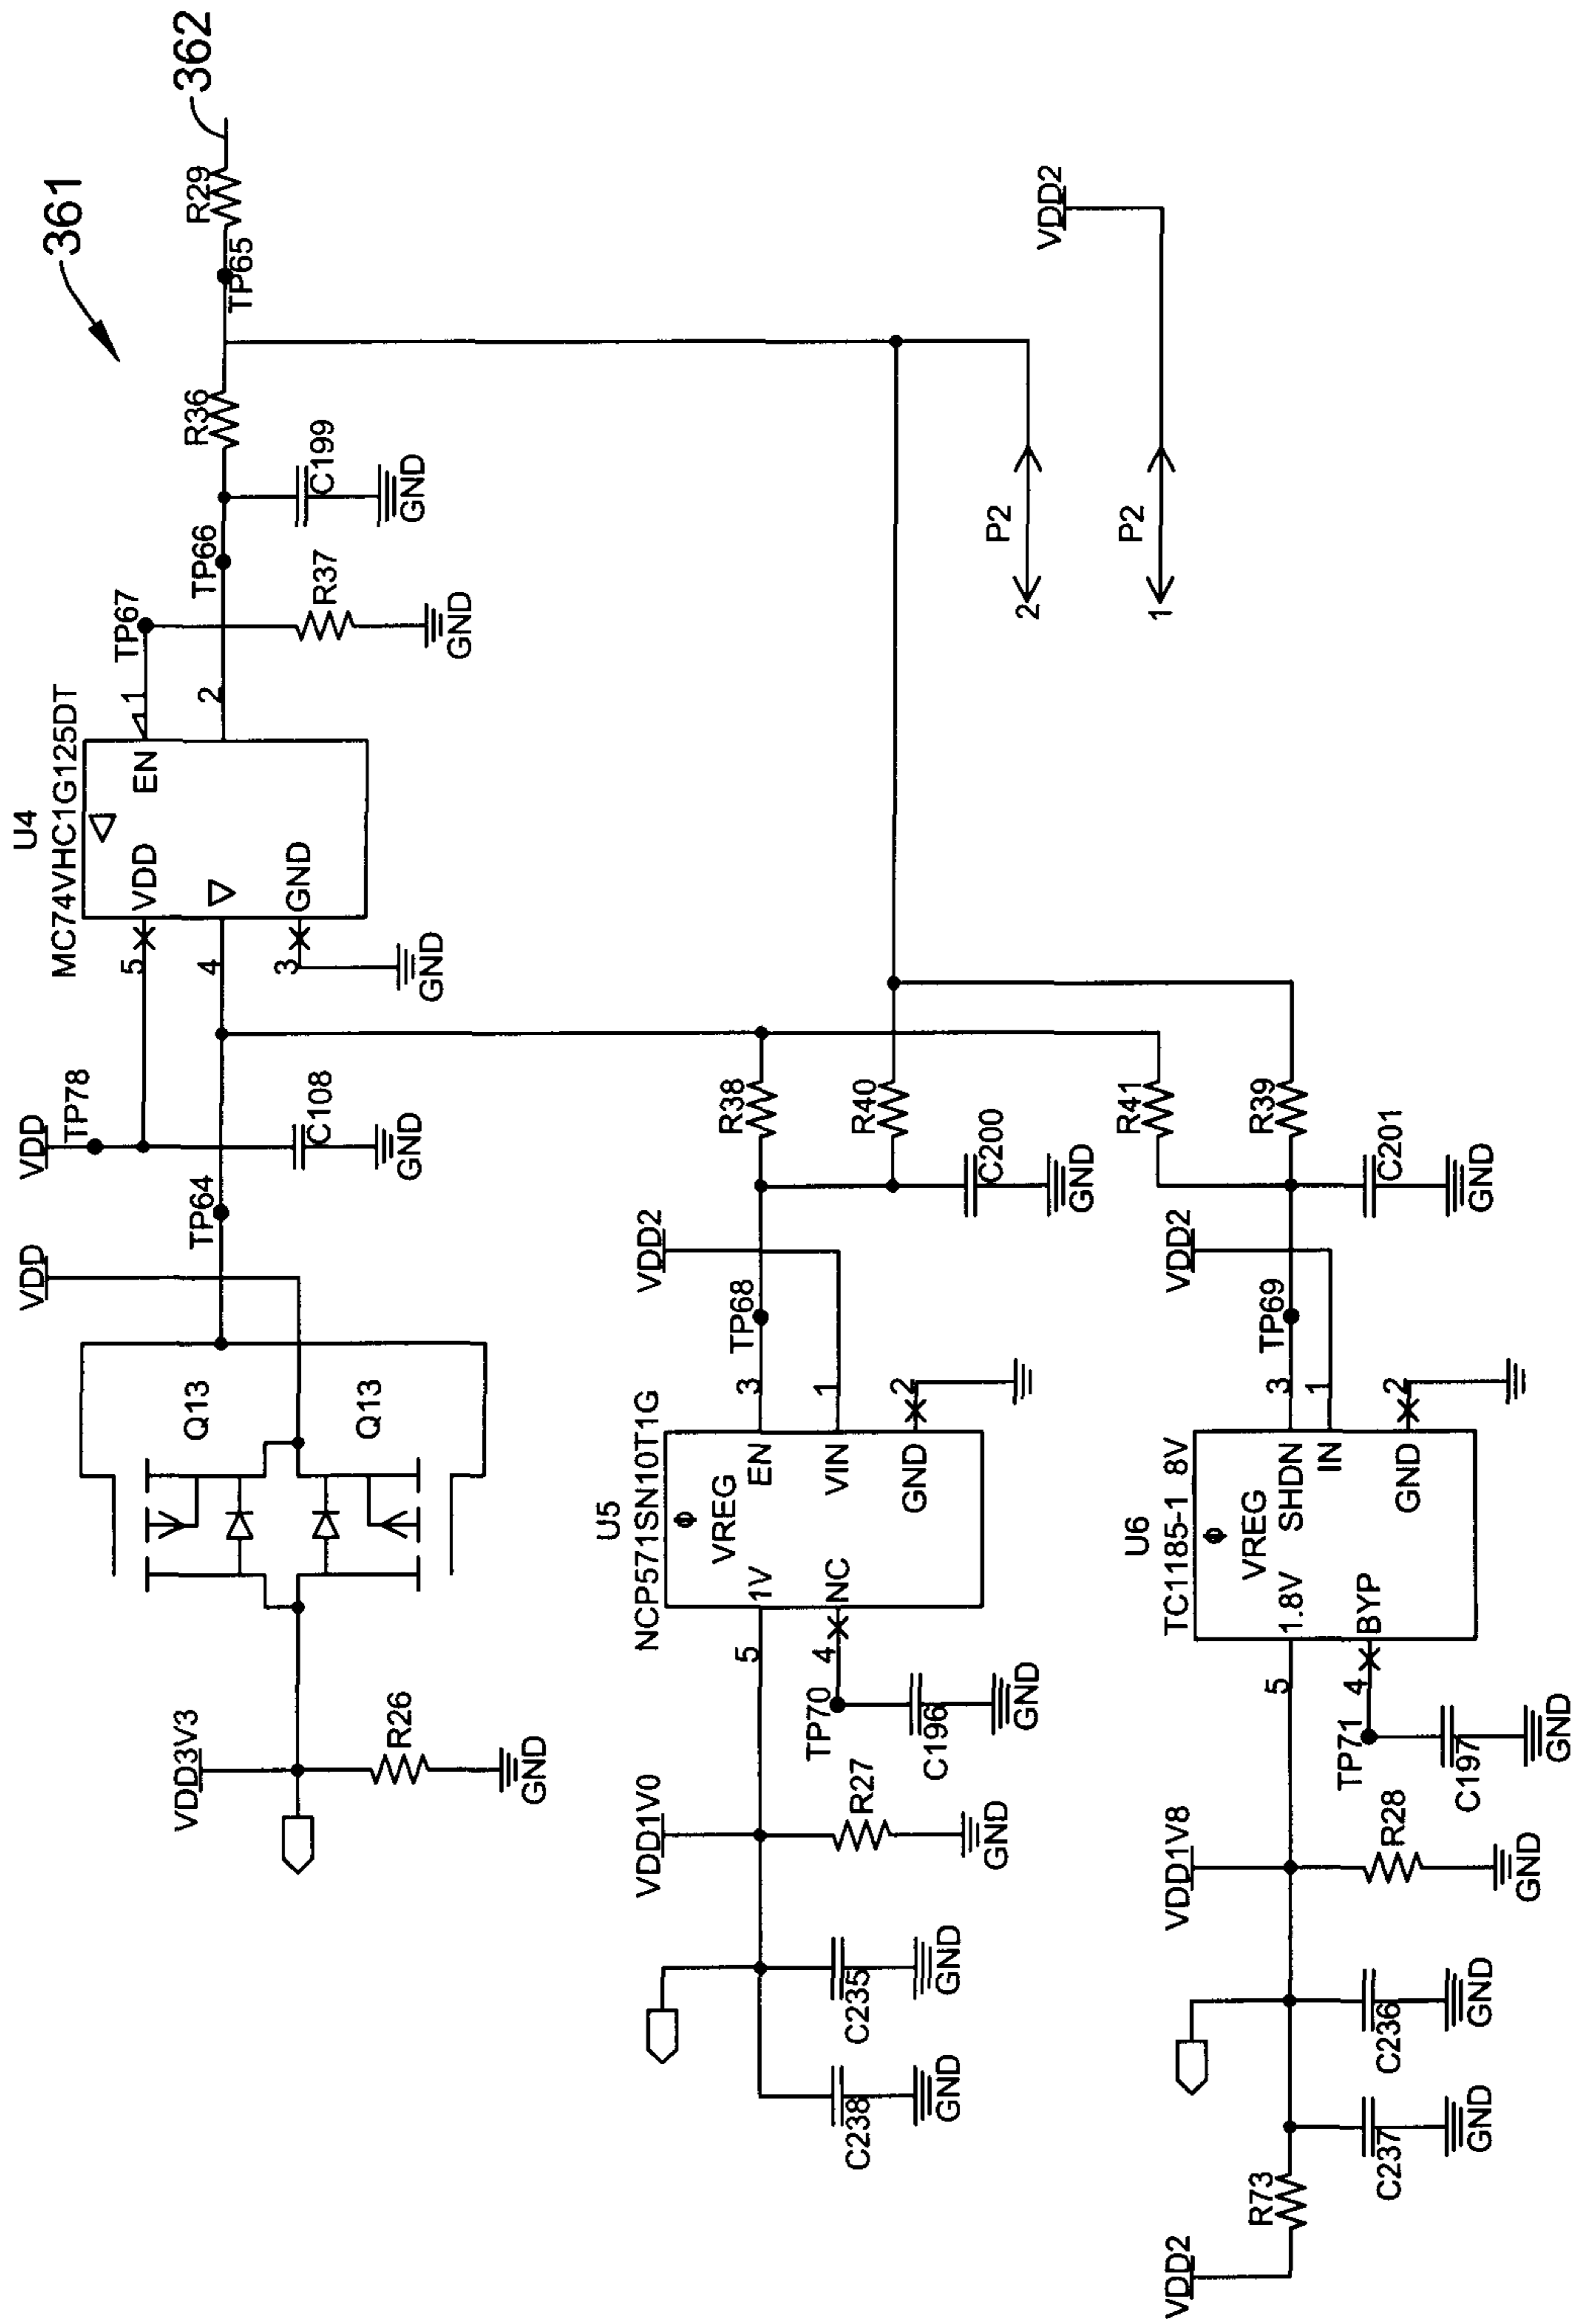 361
362
R29
TP65
R36
C199
GND
TP66
TP67
R37
GND
U4
MC74VHC1G125DT
VDD
EN
GND
1
2
5
4
3
GND
VDD
TP78
C108
GND
VDD
TP64
Q13
Q13
VDD3V3
R26
GND
VDD2
P2
2
P2
1
R38
R40
C200
GND
VDD2
TP68
U5
NCP571SN10T1G
VREG
1V
EN
NC
VIN
GND
3
1
2
5
4
TP70
C196
GND
VDD1V0
R27
GND
C235
GND
C238
GND
R41
R39
C201
GND
VDD2
TP69
U6
TC1185-1 8V
VREG
1.8V
SHDN
IN
BYP
GND
3
1
2
5
4
TP71
C197
GND
VDD1V8
R28
GND
C236
GND
C237
GND
R73
VDD2